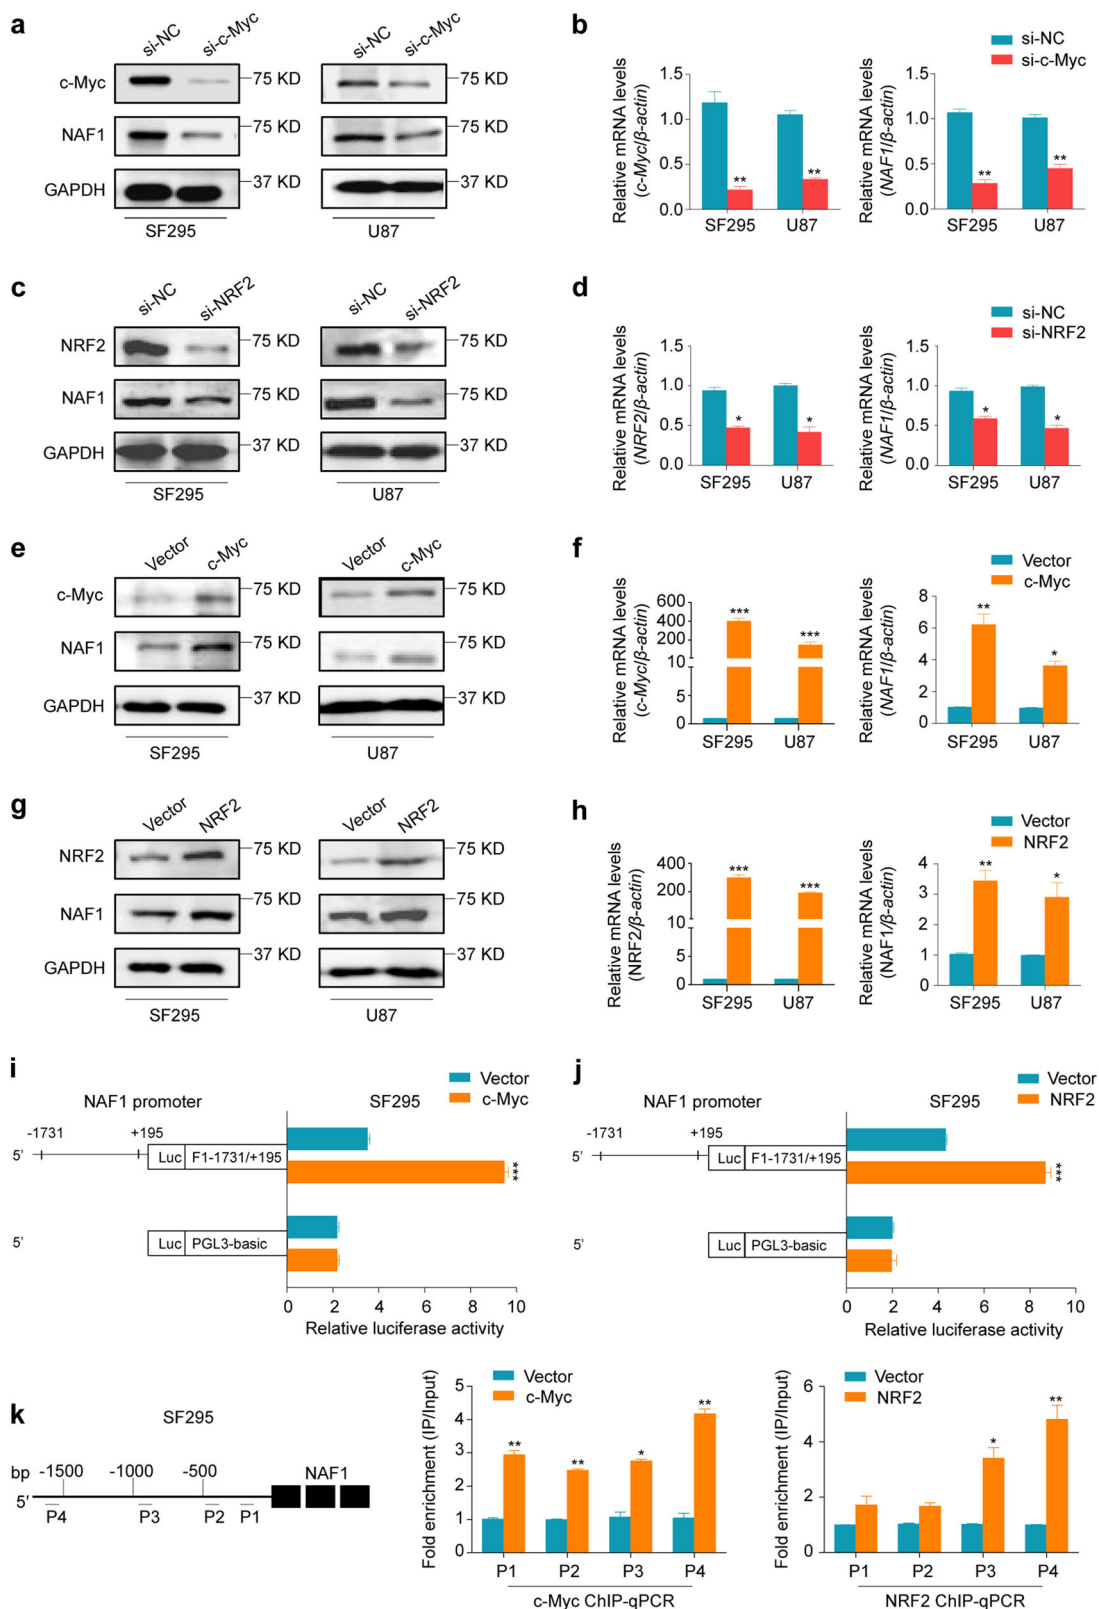 a
si-NC si-c-Myc si-NC si-c-Myc
c-Myc 75 KD 75 KD
NAF1 75 KD 75 KD
GAPDH 37 KD 37 KD
SF295 U87
b
si-NC
si-c-Myc
Relative mRNA levels
(c-Myc/β-actin)
1.5
1.0
0.5
0.0
** **
SF295 U87
Relative mRNA levels
(NAF1/β-actin)
1.5
1.0
0.5
0.0
** **
SF295 U87
c
si-NC si-NRF2 si-NC si-NRF2
NRF2 75 KD 75 KD
NAF1 75 KD 75 KD
GAPDH 37 KD 37 KD
SF295 U87
d
si-NC
si-NRF2
Relative mRNA levels
(NRF2/β-actin)
1.5
1.0
0.5
0.0
* *
SF295 U87
Relative mRNA levels
(NAF1/β-actin)
1.5
1.0
0.5
0.0
* *
SF295 U87
e
Vector c-Myc Vector c-Myc
c-Myc 75 KD 75 KD
NAF1 75 KD 75 KD
GAPDH 37 KD 37 KD
SF295 U87
f
Vector
c-Myc
Relative mRNA levels
(c-Myc/β-actin)
600
400
200
10
5
0
*** ***
SF295 U87
Relative mRNA levels
(NAF1/β-actin)
8
6
4
2
0
** *
SF295 U87
g
Vector NRF2 Vector NRF2
NRF2 75 KD 75 KD
NAF1 75 KD 75 KD
GAPDH 37 KD 37 KD
SF295 U87
h
Vector
NRF2
Relative mRNA levels
(NRF2/β-actin)
400
200
10
5
0
*** ***
SF295 U87
Relative mRNA levels
(NAF1/β-actin)
4
3
2
1
0
** *
SF295 U87
i
Vector
c-Myc
NAF1 promoter SF295
-1731 +195
5' Luc F1-1731/+195
***
5' Luc PGL3-basic
0 2 4 6 8 10
Relative luciferase activity
j
Vector
NRF2
NAF1 promoter SF295
-1731 +195
5' Luc F1-1731/+195
***
5' Luc PGL3-basic
0 2 4 6 8 10
Relative luciferase activity
k
SF295
bp -1500 -1000 -500 NAF1
5'
P4 P3 P2 P1
Vector
c-Myc
Fold enrichment (IP/Input)
5
4
3
2
1
0
** ** * **
P1 P2 P3 P4
c-Myc ChIP-qPCR
Vector
NRF2
Fold enrichment (IP/Input)
6
4
2
0
* **
P1 P2 P3 P4
NRF2 ChIP-qPCR